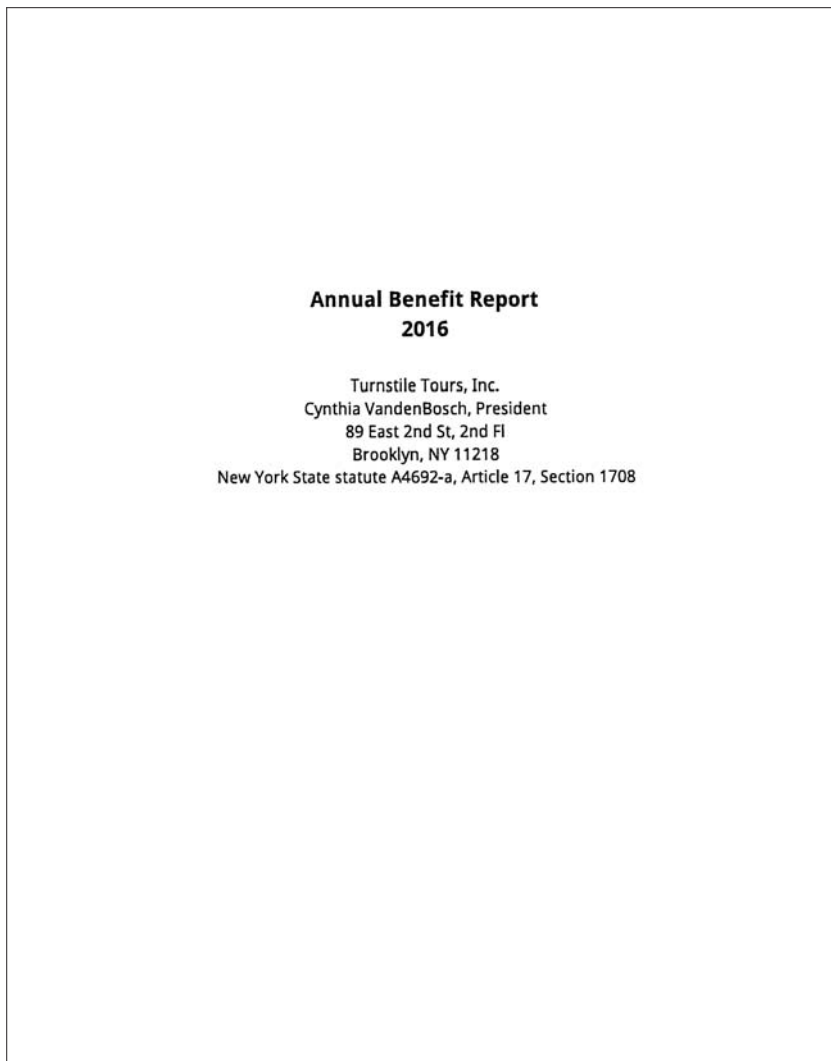 Annual Benefit Report
2016
Turnstile Tours, Inc.
Cynthia VandenBosch, President
89 East 2nd St, 2nd Fl
Brooklyn, NY 11218
New York State statute A4692-a, Article 17, Section 1708